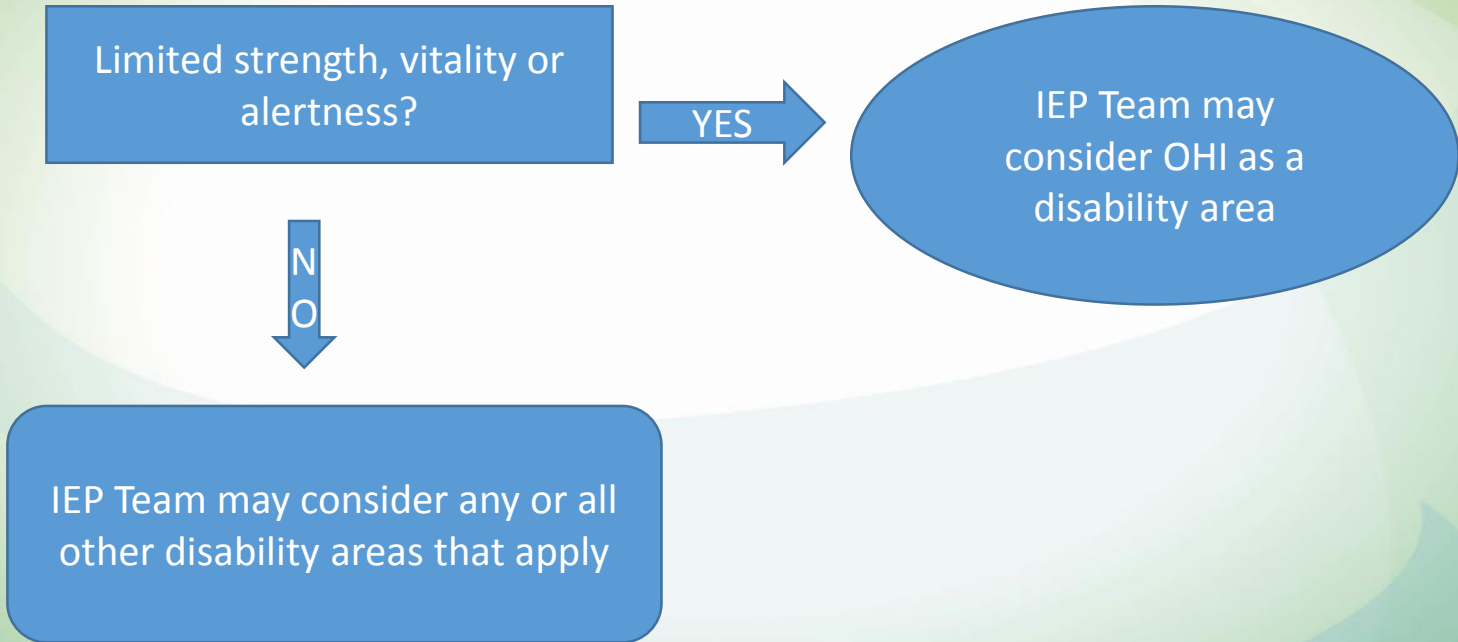 Limited strength, vitality or
alertness?
YES
IEP Team may
consider OHI as a
disability area
N
O
IEP Team may consider any or all
other disability areas that apply